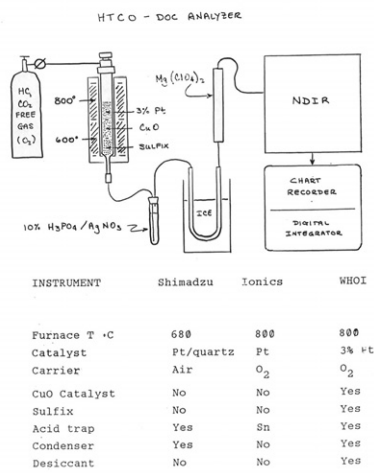 HTCO - DOC ANALYZER
Mg(ClO4)2
HC,
CO2
FREE
GAS
(O2)
800°
600°
3% Pt
CuO
SULFIX
NDIR
ICE
CHART
RECORDER
DIGITAL
INTEGRATOR
10% H3PO4/AgNO3
INSTRUMENT Shimadzu Ionics WHOI
Furnace T °C 680 800 800
Catalyst Pt/quartz Pt 3% Pt
Carrier Air O2 O2
CuO Catalyst No No Yes
Sulfix No No Yes
Acid trap Yes Sn Yes
Condenser Yes No Yes
Desiccant No No Yes